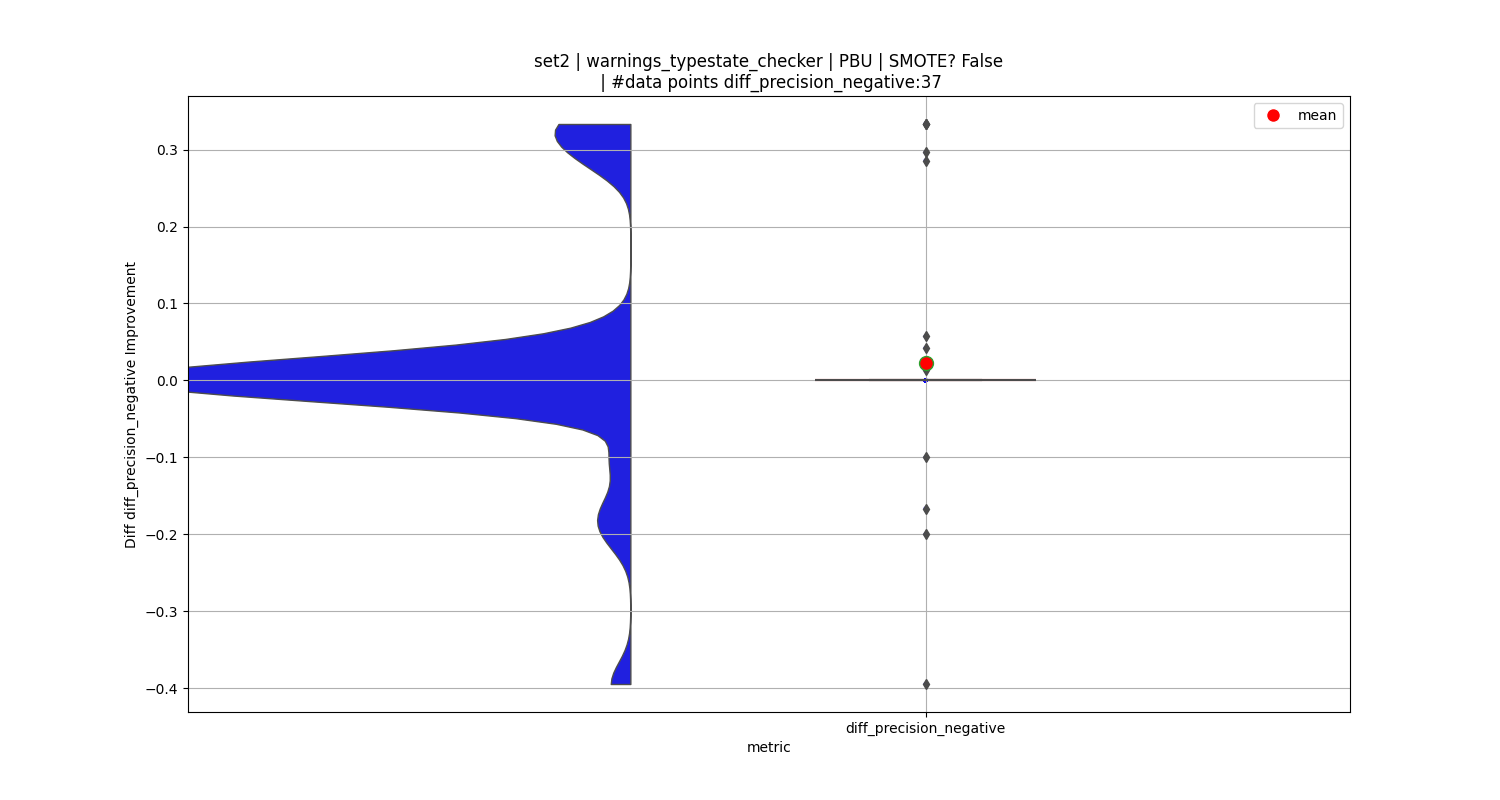 set2 | warnings_typestate_checker | PBU | SMOTE? False
| #data points diff_precision_negative:37
mean
0.3
0.2
0.1
0.0
−0.1
−0.2
−0.3
−0.4
Diff diff_precision_negative Improvement
diff_precision_negative
metric